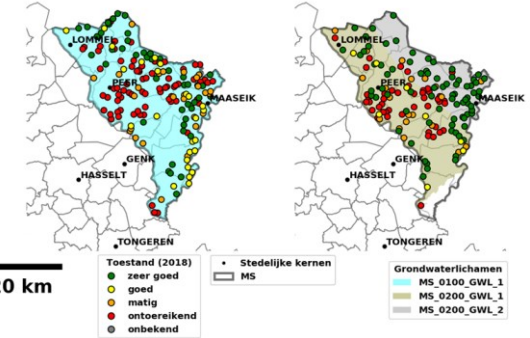 LOMMEL
PEER
MAASEIK
GENK
HASSELT
TONGEREN
LOMMEL
PEER
MAASEIK
GENK
HASSELT
TONGEREN
20 km
Toestand (2018)
zeer goed
goed
matig
ontoereikend
onbekend
Stedelijke kernen
MS
Grondwaterlichamen
MS_0100_GWL_1
MS_0200_GWL_1
MS_0200_GWL_2